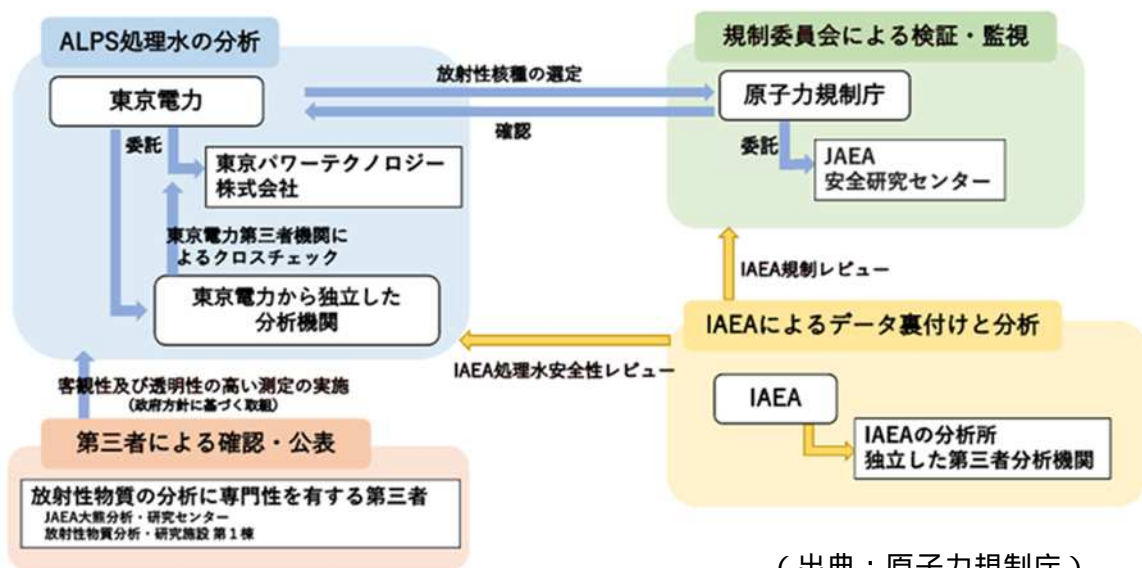 ALPS処理水の分析
東京電力
委託
東京パワーテクノロジー
株式会社
東京電力第三者機関に
よるクロスチェック
東京電力から独立した
分析機関
放射性核種の選定
確認
規制委員会による検証・監視
原子力規制庁
委託
JAEA
安全研究センター
IAEA規制レビュー
IAEA処理水安全性レビュー
IAEAによるデータ裏付けと分析
IAEA
IAEAの分析所
独立した第三者分析機関
客観性及び透明性の高い測定の実施
(政府方針に基づく取組)
第三者による確認・公表
放射性物質の分析に専門性を有する第三者
JAEA大熊分析・研究センター
放射性物質分析・研究施設 第1棟
(出典：原子力規制庁)